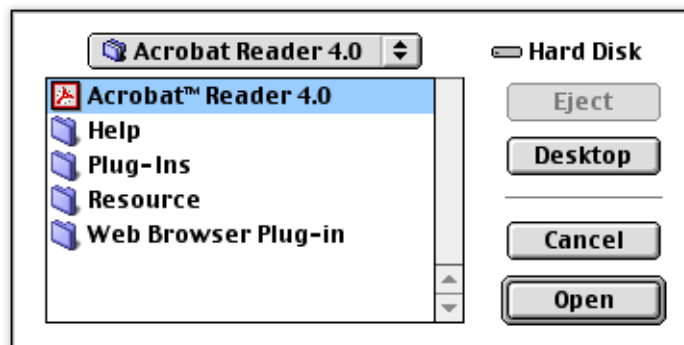 Acrobat Reader 4.0
Hard Disk
Acrobat™ Reader 4.0
Help
Plug-Ins
Resource
Web Browser Plug-in
Eject
Desktop
Cancel
Open